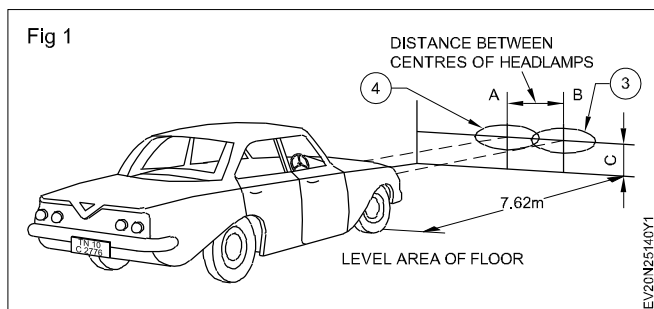 Fig 1
DISTANCE BETWEEN
CENTRES OF HEADLAMPS
4
3
A
B
C
7.62m
LEVEL AREA OF FLOOR
TN 10
C 2776
EV20N25140Y1